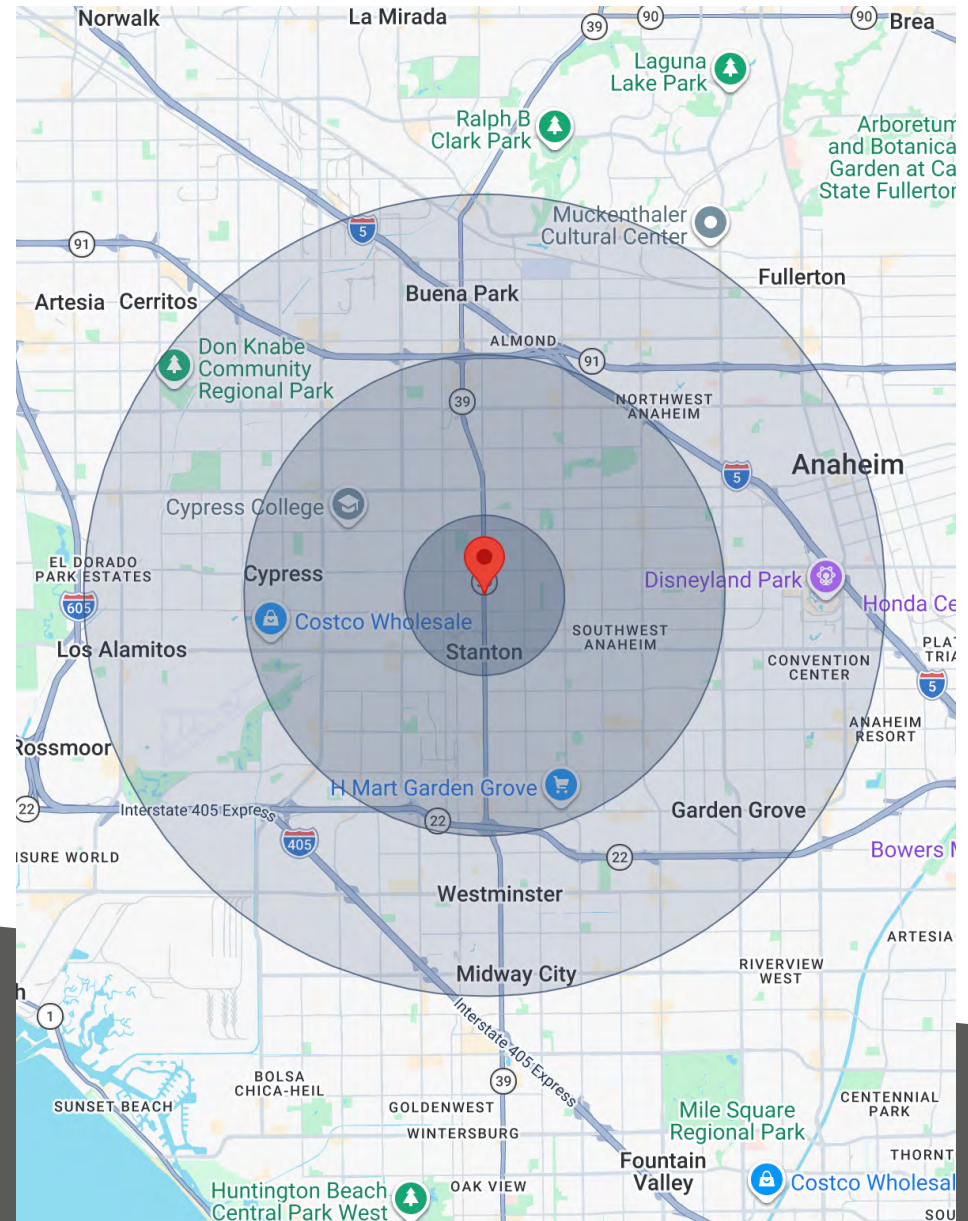 Norwalk
La Mirada
39
90
90
Brea
Laguna
Lake Park
Ralph B
Clark Park
Arboretum
and Botanica
Garden at Ca
State Fullerton
Muckenthaler
Cultural Center
5
91
Fullerton
Buena Park
Artesia
Cerritos
ALMOND
Don Knabe
Community
Regional Park
91
39
NORTHWEST
ANAHEIM
Anaheim
5
Cypress College
EL DORADO
PARK ESTATES
Cypress
Disneyland Park
605
Honda Ce
Costco Wholesale
SOUTHWEST
ANAHEIM
Los Alamitos
Stanton
PLAT
TRIA
CONVENTION
CENTER
5
ANAHEIM
RESORT
Rossmoor
H Mart Garden Grove
22
Interstate 405 Express
22
Garden Grove
405
22
Bowers M
ISURE WORLD
Westminster
ARTESIA
Midway City
RIVERVIEW
WEST
h
1
Interstate 405 Express
BOLSA
CHICA-HEIL
39
SUNSET BEACH
GOLDENWEST
Mile Square
Regional Park
CENTENNIAL
PARK
WINTERSBURG
THORNT
Fountain
Valley
Huntington Beach
Central Park West
OAK VIEW
Costco Wholesal
SOU